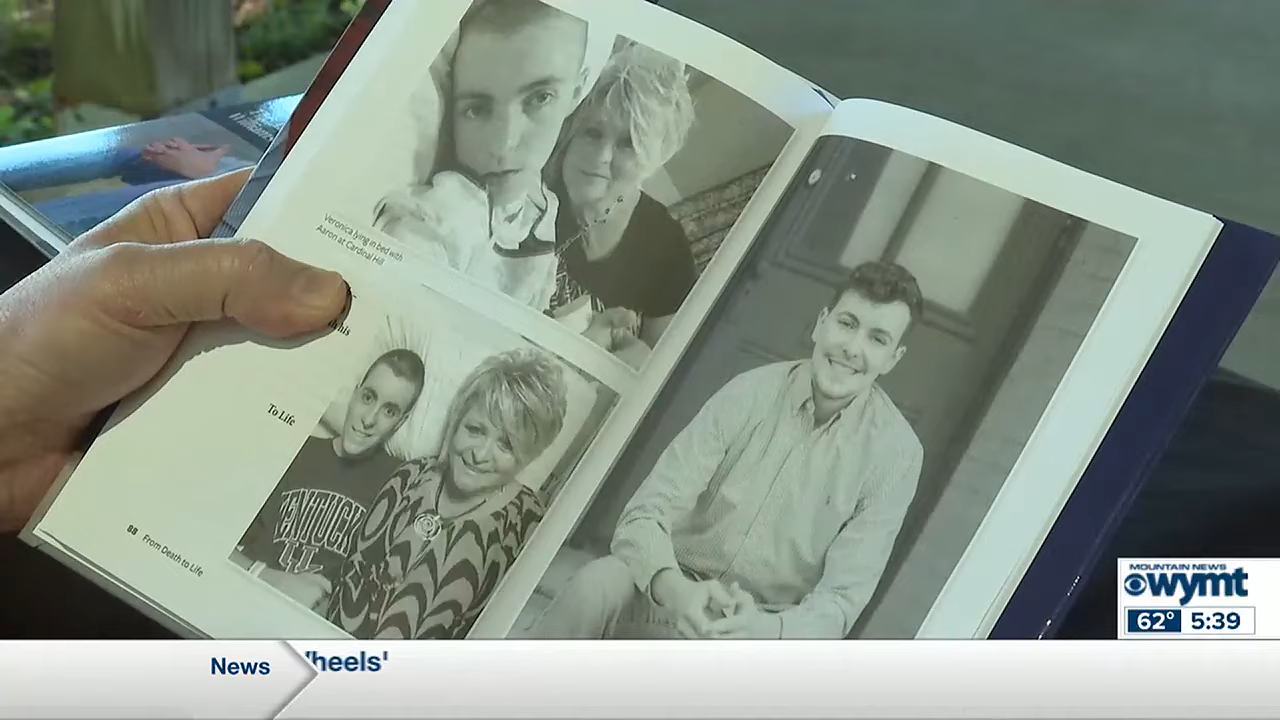 Veronica lying in bed with
Aaron at Cardinal Hill
his
To Life
KENTUCKY
88 From Death to Life
MOUNTAIN NEWS
wymt
62° 5:39
News
heels'